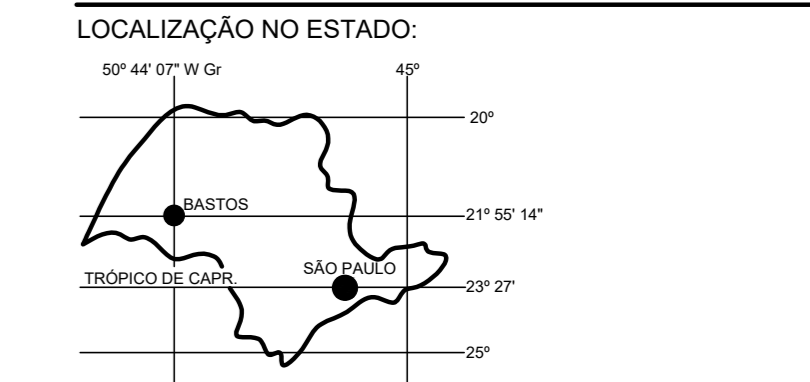 LOCALIZAÇÃO NO ESTADO:
50º 44' 07" W Gr
45º
20º
BASTOS
21º 55' 14"
SÃO PAULO
TRÓPICO DE CAPR.
23º 27'
25º